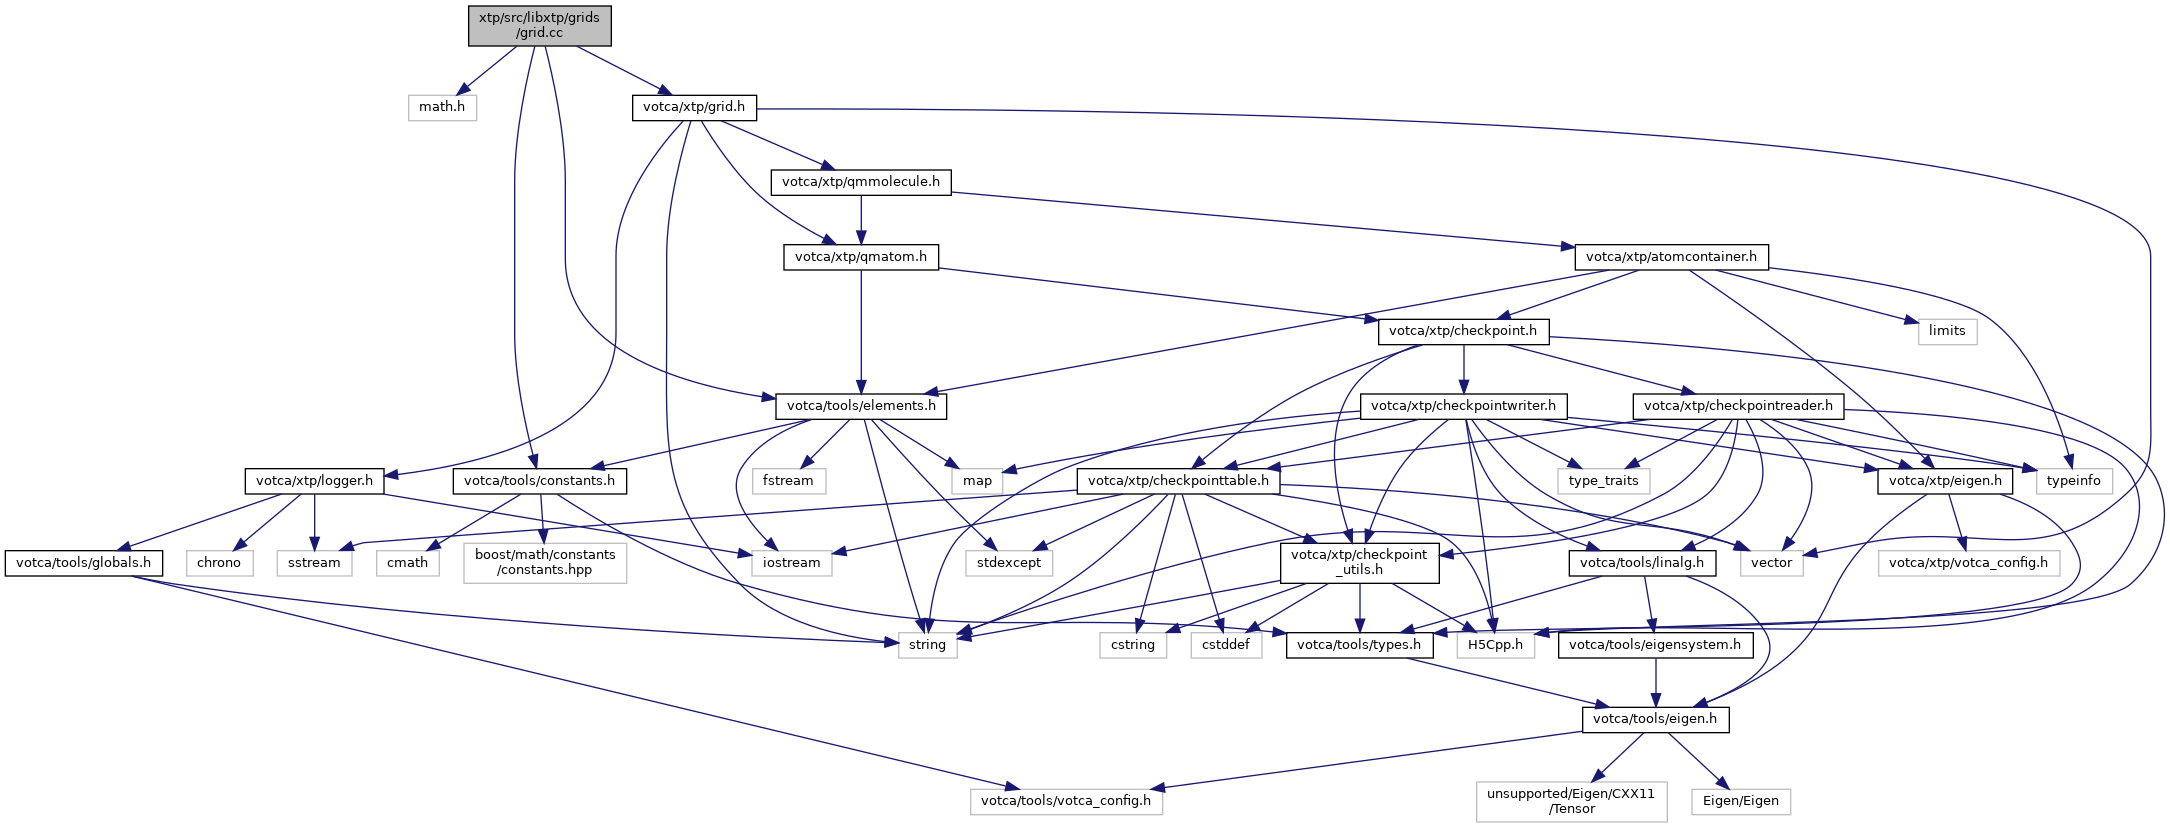 xtp/src/libxtp/grids
/grid.cc
math.h
votca/xtp/grid.h
votca/xtp/qmmolecule.h
votca/xtp/qmatom.h
votca/xtp/atomcontainer.h
votca/xtp/checkpoint.h
limits
votca/tools/elements.h
votca/xtp/checkpointwriter.h
votca/xtp/checkpointreader.h
votca/xtp/logger.h
votca/tools/constants.h
fstream
map
votca/xtp/checkpointtable.h
type_traits
votca/xtp/eigen.h
typeinfo
votca/tools/globals.h
chrono
sstream
cmath
boost/math/constants
/constants.hpp
iostream
stdexcept
votca/xtp/checkpoint
_utils.h
votca/tools/linalg.h
vector
votca/xtp/votca_config.h
string
cstring
cstddef
votca/tools/types.h
H5Cpp.h
votca/tools/eigensystem.h
votca/tools/eigen.h
votca/tools/votca_config.h
unsupported/Eigen/CXX11
/Tensor
Eigen/Eigen